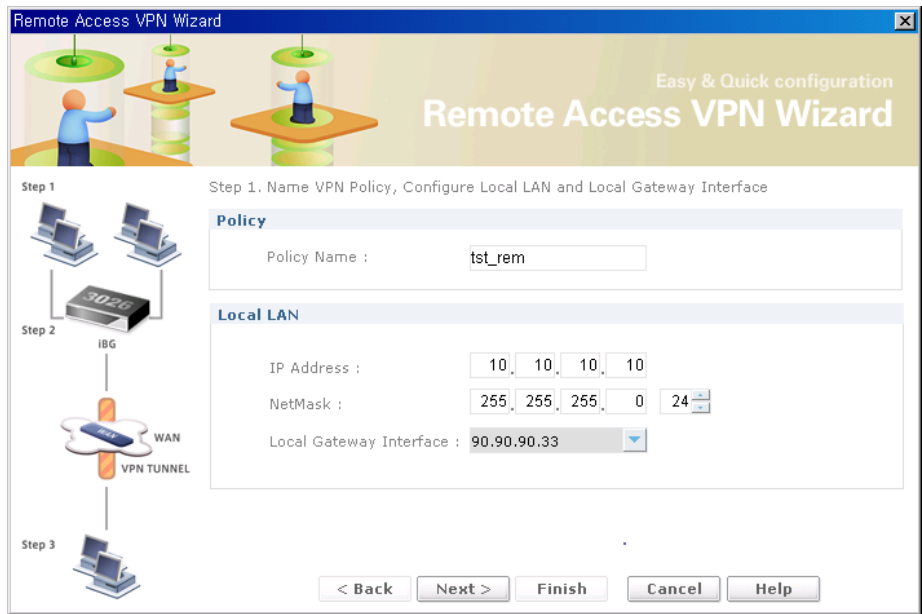 Remote Access VPN Wizard
Easy & Quick configuration
Remote Access VPN Wizard
Step 1
Step 1. Name VPN Policy, Configure Local LAN and Local Gateway Interface
Policy
Policy Name : tst_rem
3026
Step 2
iBG
Local LAN
IP Address : 10. 10. 10. 10
NetMask : 255. 255. 255. 0 24
Local Gateway Interface : 90.90.90.33
WAN
WAN
VPN TUNNEL
Step 3
< Back Next > Finish Cancel Help